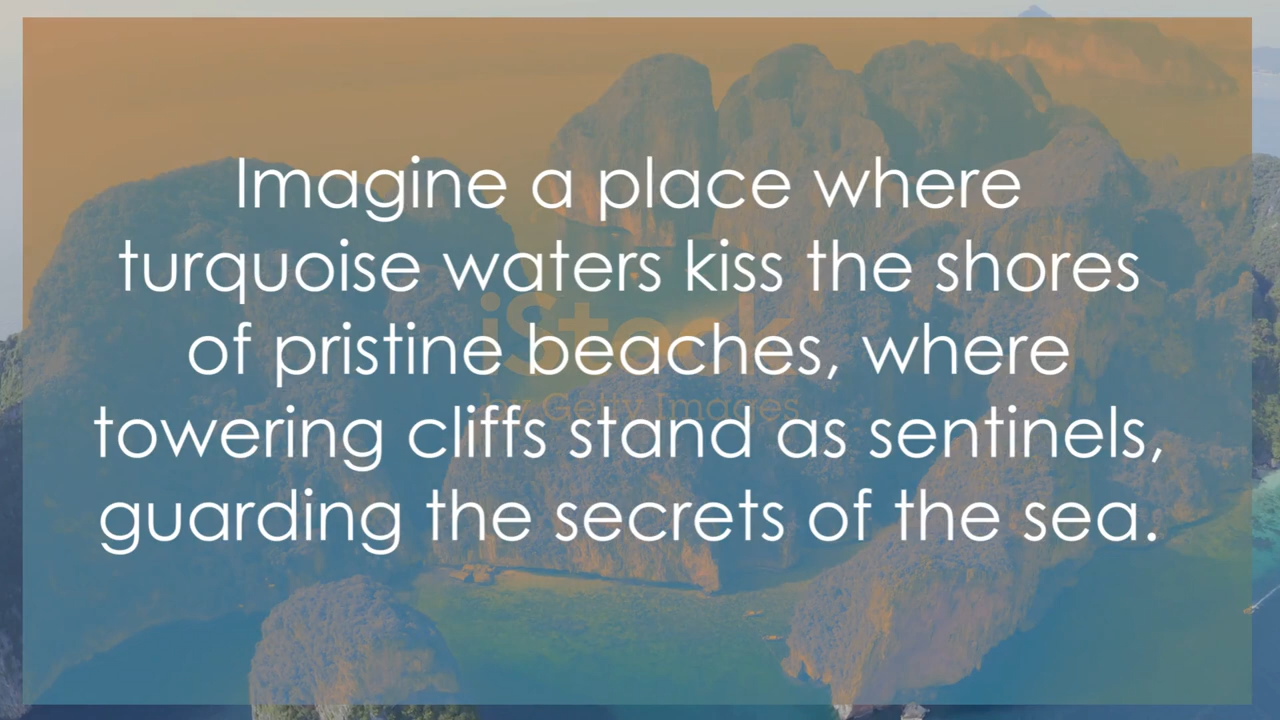 Imagine a place where
turquoise waters kiss the shores
of pristine beaches, where
towering cliffs stand as sentinels,
guarding the secrets of the sea.
iStock
by Getty Images